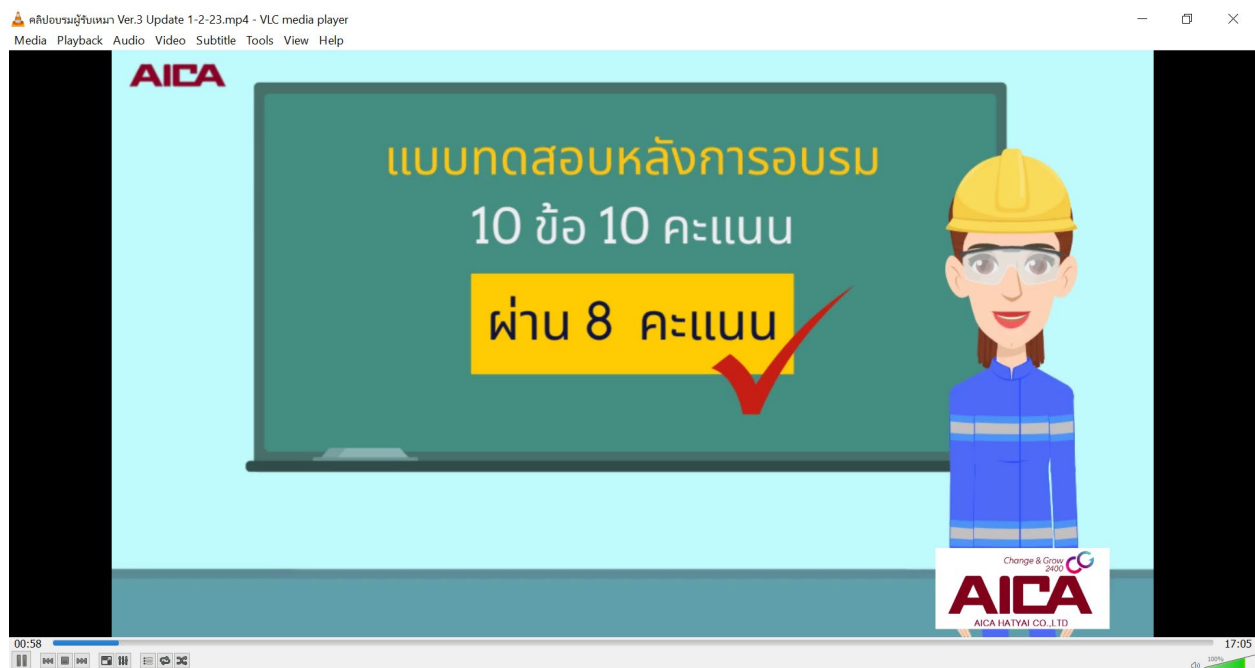 คลิปอบรมผู้รับเหมา Ver.3 Update 1-2-23.mp4 - VLC media player
Media Playback Audio Video Subtitle Tools View Help
AICA
แบบทดสอบหลังการอบรม
10 ข้อ 10 คะแนน
ผ่าน 8 คะแนน
Change & Grow
2400
AICA
AICA HATYAI CO.,LTD
00:58
17:05
100%